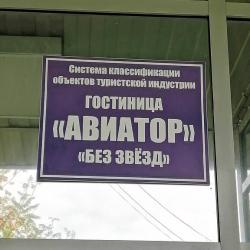 Система классификации
объектов туристской индустрии
ГОСТИНИЦА
«АВИАТОР»
«БЕЗ ЗВЁЗД»